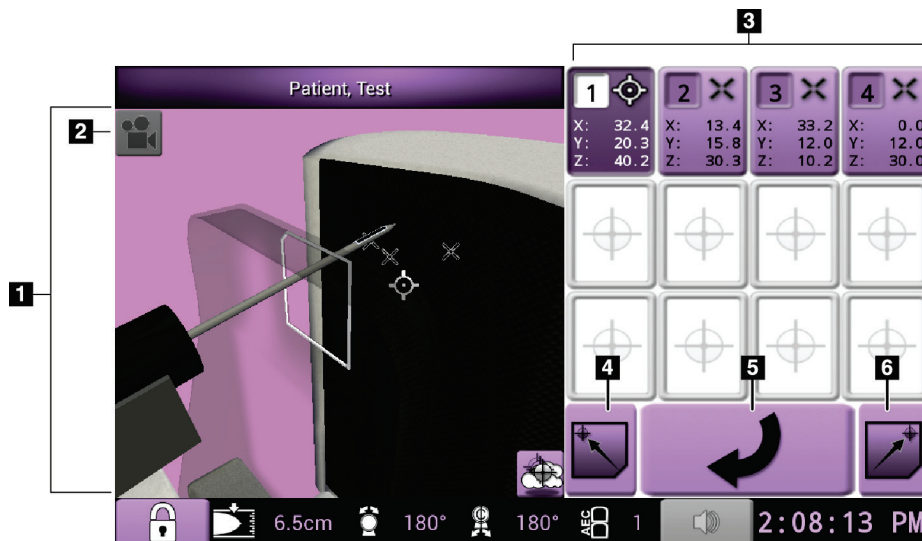 3
Patient, Test
1
2
3
4
X: 32.4
Y: 20.3
Z: 40.2
X: 13.4
Y: 15.8
Z: 30.3
X: 33.2
Y: 12.0
Z: 10.2
X: 0.0
Y: 12.0
Z: 30.0
2
1
4
5
6
6.5cm
180°
C
180°
AEC
1
2:08:13 PM